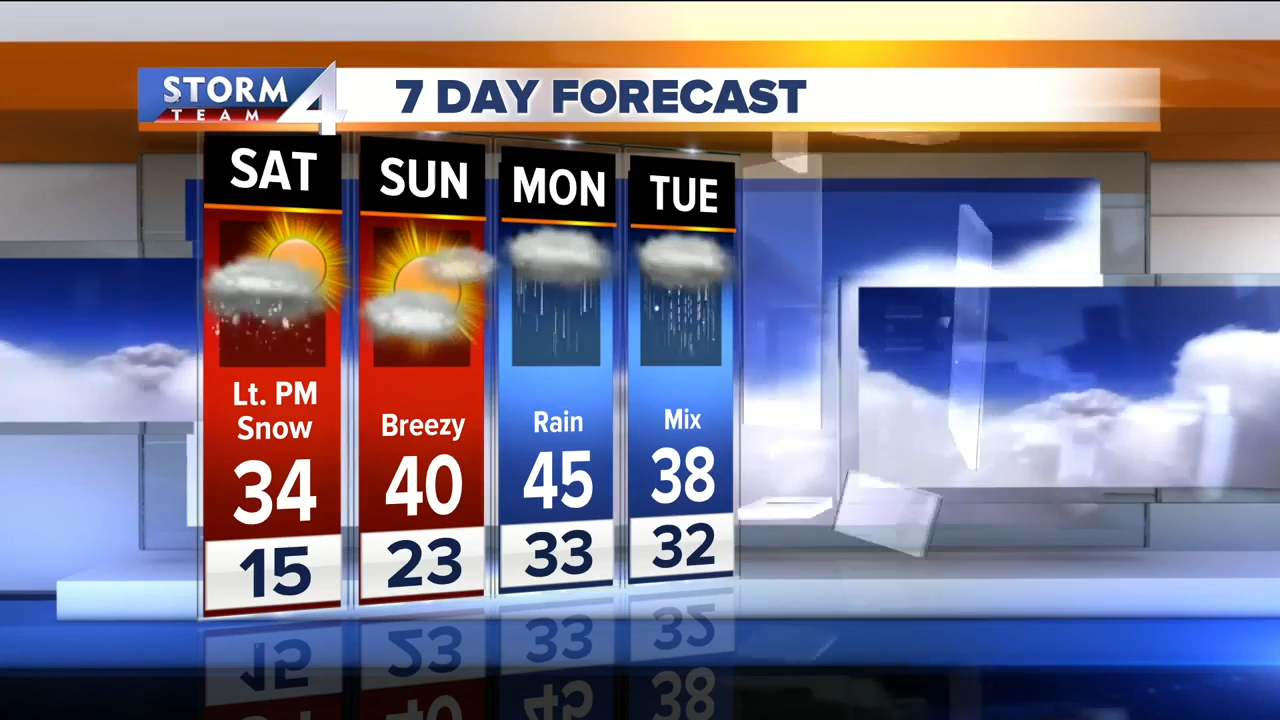 STORM
TEAM 4
7 DAY FORECAST
SAT
Lt. PM
Snow
34
15
SUN
Breezy
40
23
MON
Rain
45
33
TUE
Mix
38
32